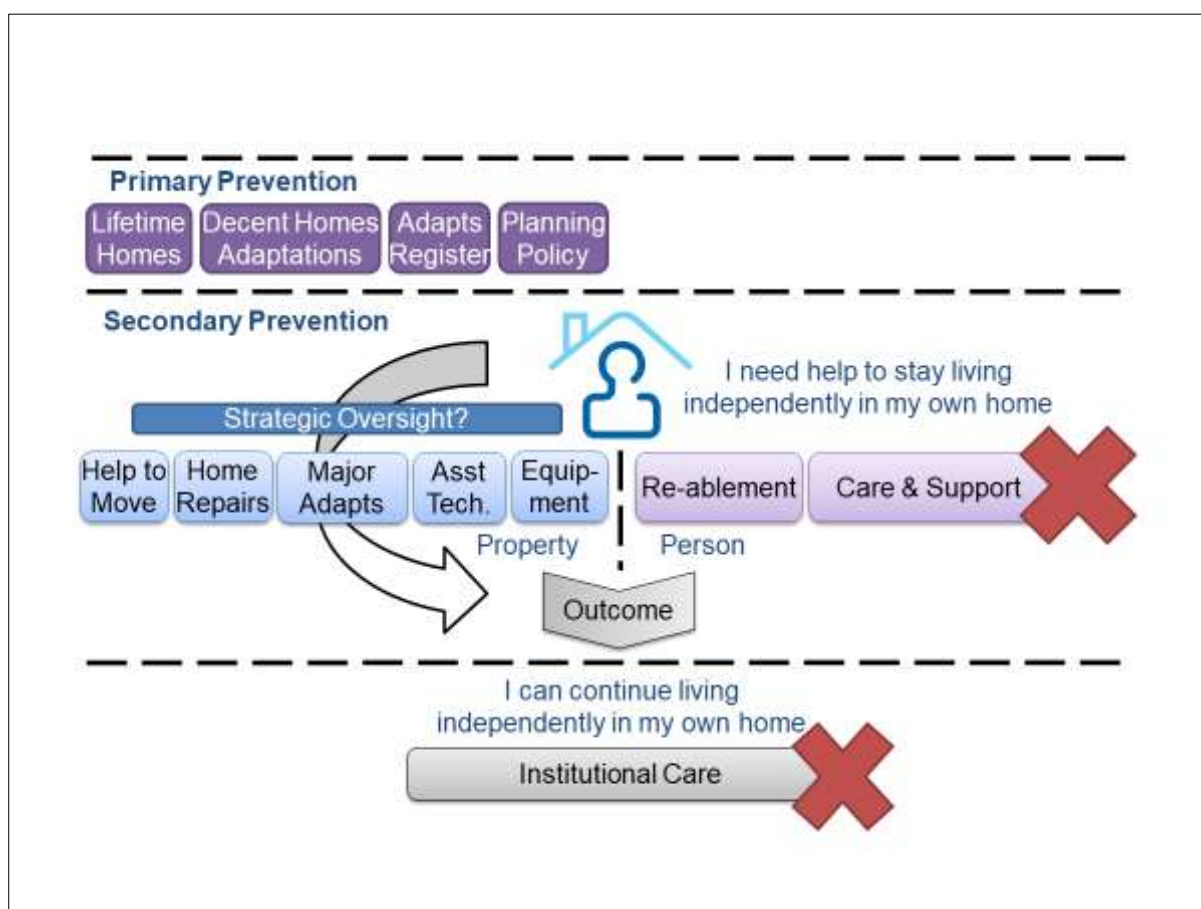 Primary Prevention
Lifetime
Homes
Decent Homes
Adaptations
Adapts
Register
Planning
Policy
Secondary Prevention
I need help to stay living
independently in my own home
Strategic Oversight?
Help to
Move
Home
Repairs
Major
Adapts
Asst
Tech.
Equip-
ment
Re-ablement
Care & Support
Property
Person
Outcome
I can continue living
independently in my own home
Institutional Care